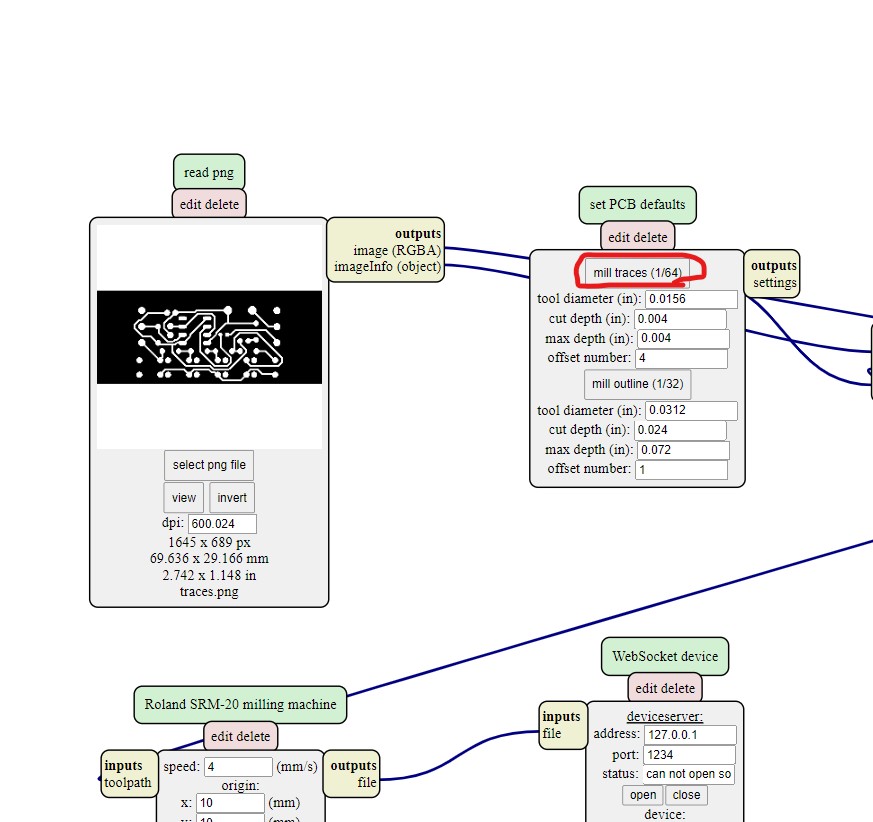 read png
edit delete
outputs
image (RGBA)
imageInfo (object)
select png file
view invert
dpi: 600.024
1645 x 689 px
69.636 x 29.166 mm
2.742 x 1.148 in
traces.png
set PCB defaults
edit delete
mill traces (1/64)
tool diameter (in): 0.0156
cut depth (in): 0.004
max depth (in): 0.004
offset number: 4
mill outline (1/32)
tool diameter (in): 0.0312
cut depth (in): 0.024
max depth (in): 0.072
offset number: 1
outputs
settings
Roland SRM-20 milling machine
edit delete
inputs
toolpath
speed: 4 (mm/s)
origin:
x: 10 (mm)
outputs
file
WebSocket device
edit delete
inputs
file
deviceserver:
address: 127.0.0.1
port: 1234
status: can not open so
open close
device: